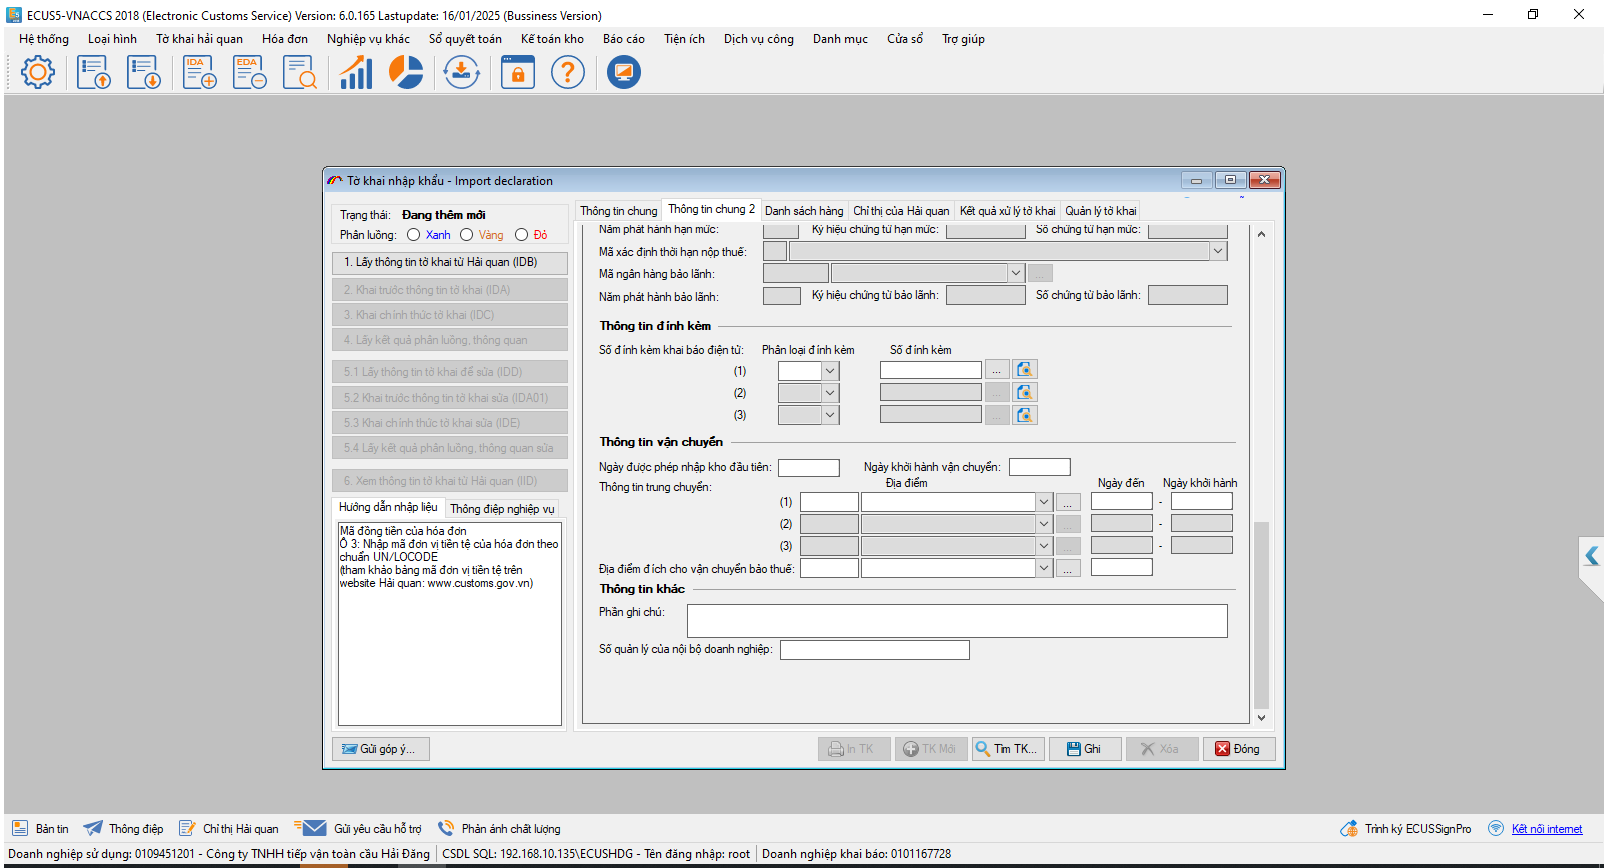 ECUS5-VNACCS 2018 (Electronic Customs Service) Version: 6.0.165 Lastupdate: 16/01/2025 (Bussiness Version)
Hệ thống Loại hình Tờ khai hải quan Hóa đơn Nghiệp vụ khác Sổ quyết toán Kế toán kho Báo cáo Tiện ích Dịch vụ công Danh mục Cửa sổ Trợ giúp
IDA EDA
Tờ khai nhập khẩu - Import declaration
Trạng thái: Đang thêm mới
Phân luồng: Xanh Vàng Đỏ
1. Lấy thông tin tờ khai từ Hải quan (IDB)
2. Khai trước thông tin tờ khai (IDA)
3. Khai chính thức tờ khai (IDC)
4. Lấy kết quả phân luồng, thông quan
5.1 Lấy thông tin tờ khai để sửa (IDD)
5.2 Khai trước thông tin tờ khai sửa (IDA01)
5.3 Khai chính thức tờ khai sửa (IDE)
5.4 Lấy kết quả phân luồng, thông quan sửa
6. Xem thông tin tờ khai từ Hải quan (IID)
Hướng dẫn nhập liệu Thông điệp nghiệp vụ
Mã đồng tiền của hóa đơn
Ô 3: Nhập mã đơn vị tiền tệ của hóa đơn theo
chuẩn UN/LOCODE
(tham khảo bảng mã đơn vị tiền tệ trên
website Hải quan: www.customs.gov.vn)
Thông tin chung Thông tin chung 2 Danh sách hàng Chỉ thị của Hải quan Kết quả xử lý tờ khai Quản lý tờ khai
Năm phát hành hạn mức: Ký hiệu chứng từ hạn mức: Số chứng từ hạn mức:
Mã xác định thời hạn nộp thuế:
Mã ngân hàng bảo lãnh: ...
Năm phát hành bảo lãnh: Ký hiệu chứng từ bảo lãnh: Số chứng từ bảo lãnh:
Thông tin đính kèm
Số đính kèm khai báo điện tử: Phân loại đính kèm Số đính kèm
(1) ...
(2) ...
(3) ...
Thông tin vận chuyển
Ngày được phép nhập kho đầu tiên: Ngày khởi hành vận chuyển:
Thông tin trung chuyển: Địa điểm Ngày đến Ngày khởi hành
(1) ... -
(2) ... -
(3) ... -
Địa điểm đích cho vận chuyển bảo thuế: ...
Thông tin khác
Phần ghi chú:
Số quản lý của nội bộ doanh nghiệp:
Gửi góp ý... In TK TK Mới Tìm TK... Ghi Xóa Đóng
Bản tin Thông điệp Chỉ thị Hải quan Gửi yêu cầu hỗ trợ Phản ánh chất lượng Trình ký ECUSSignPro Kết nối internet
Doanh nghiệp sử dụng: 0109451201 - Công ty TNHH tiếp vận toàn cầu Hải Đăng CSDL SQL: 192.168.10.135\ECUSHDG - Tên đăng nhập: root Doanh nghiệp khai báo: 0101167728